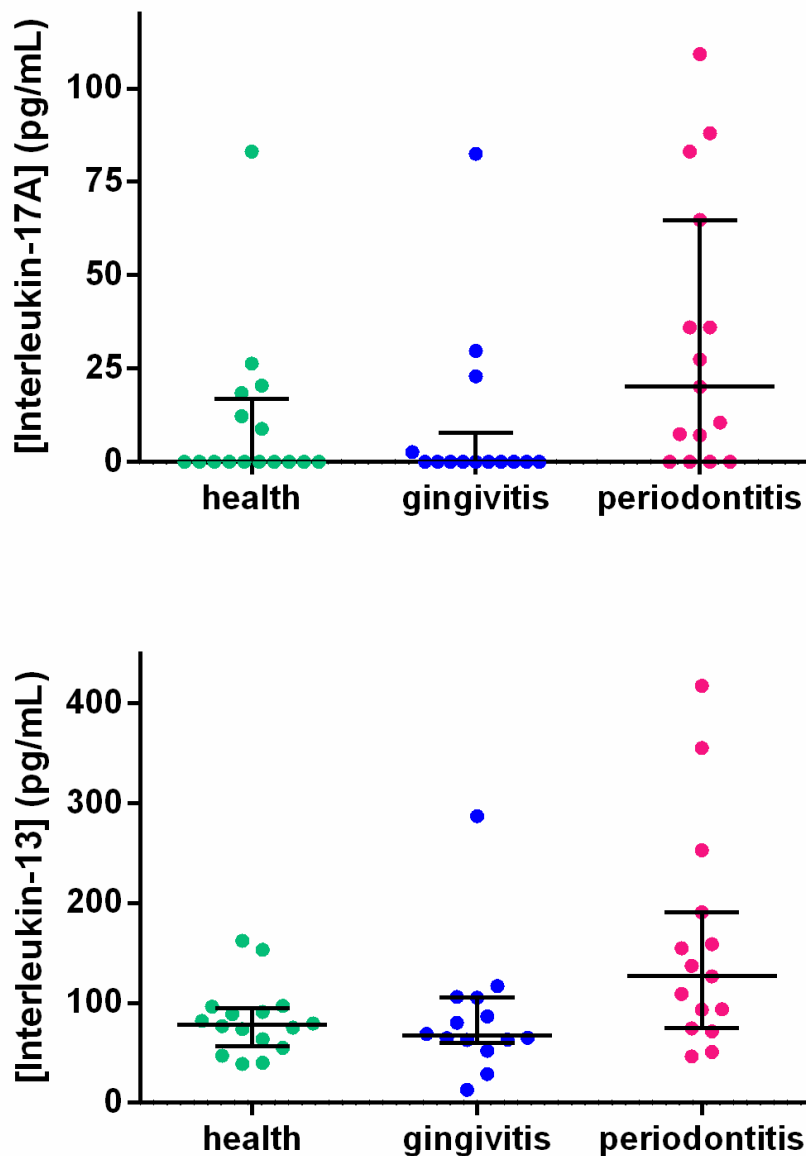 [Interleukin-17A] (pg/mL)
100
75
50
25
0
health gingivitis periodontitis
[Interleukin-13] (pg/mL)
400
300
200
100
0
health gingivitis periodontitis